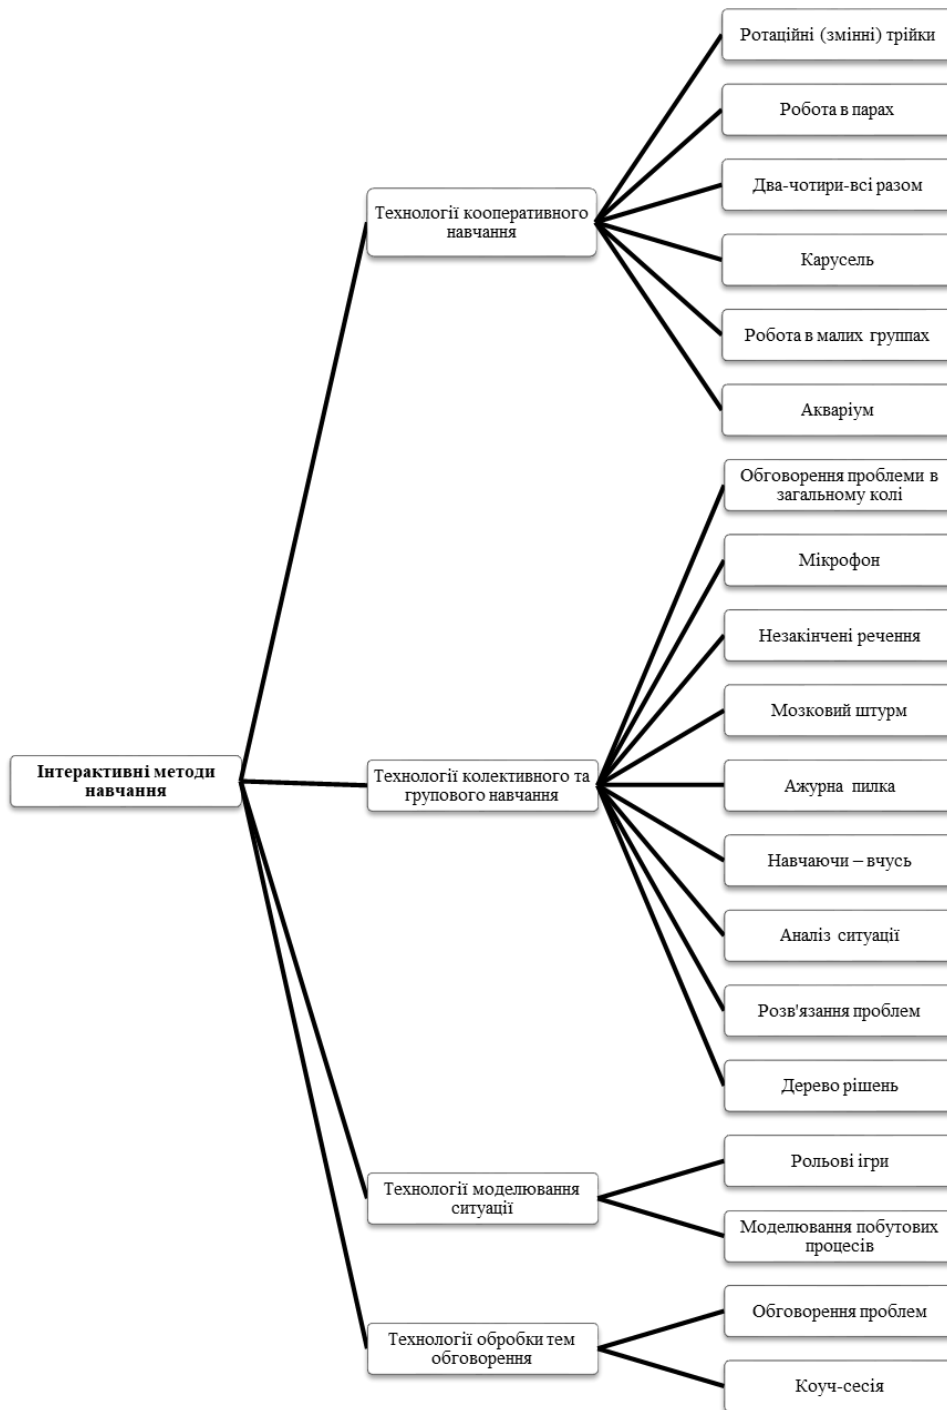 Ротаційні (змінні) трійки
Робота в парах
Два-чотири-всі разом
Технології кооперативного
навчання
Карусель
Робота в малих группах
Акваріум
Обговорення проблеми в
загальному колі
Мікрофон
Незакінчені речення
Мозковий штурм
Інтерактивні методи
навчання
Технології колективного та
групового навчання
Ажурна пилка
Навчаючи – вчусь
Аналіз ситуації
Розв'язання проблем
Дерево рішень
Технології моделювання
ситуації
Рольові ігри
Моделювання побутових
процесів
Технології обробки тем
обговорення
Обговорення проблем
Коуч-сесія